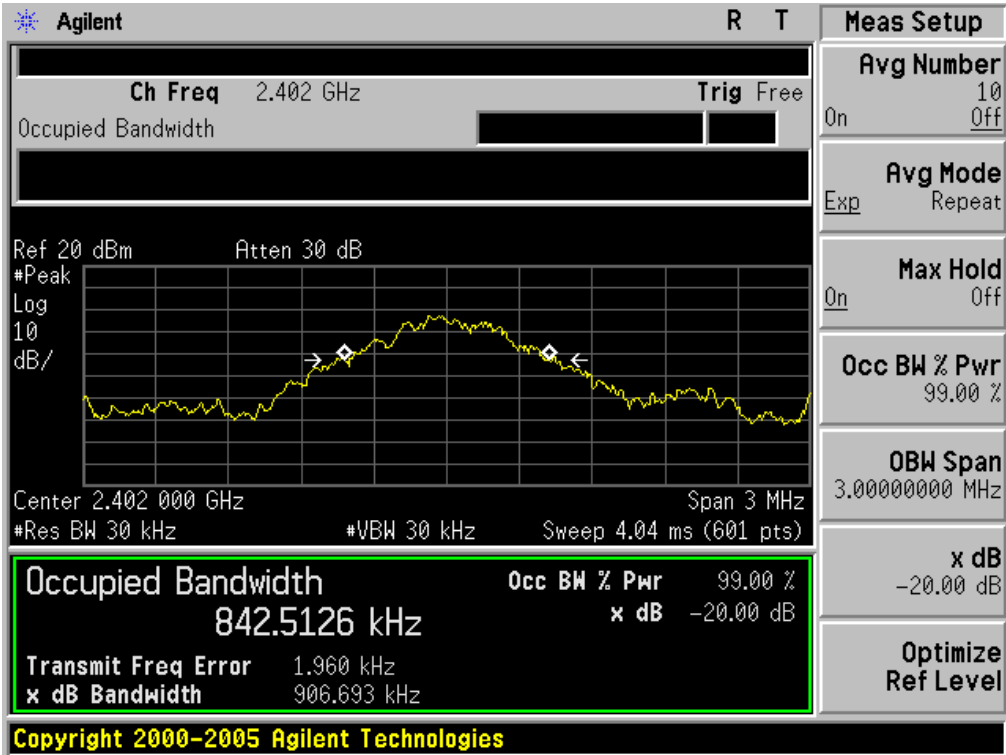 Agilent R T
Ch Freq 2.402 GHz Trig Free
Occupied Bandwidth
Ref 20 dBm Atten 30 dB
#Peak
Log
10
dB/
Center 2.402 000 GHz Span 3 MHz
#Res BW 30 kHz #VBW 30 kHz Sweep 4.04 ms (601 pts)
Occupied Bandwidth
842.5126 kHz
Occ BW % Pwr 99.00 %
x dB -20.00 dB
Transmit Freq Error 1.960 kHz
x dB Bandwidth 906.693 kHz
Copyright 2000-2005 Agilent Technologies
Meas Setup
Avg Number
10
On Off
Avg Mode
Exp Repeat
Max Hold
On Off
Occ BW % Pwr
99.00 %
OBW Span
3.00000000 MHz
x dB
-20.00 dB
Optimize
Ref Level